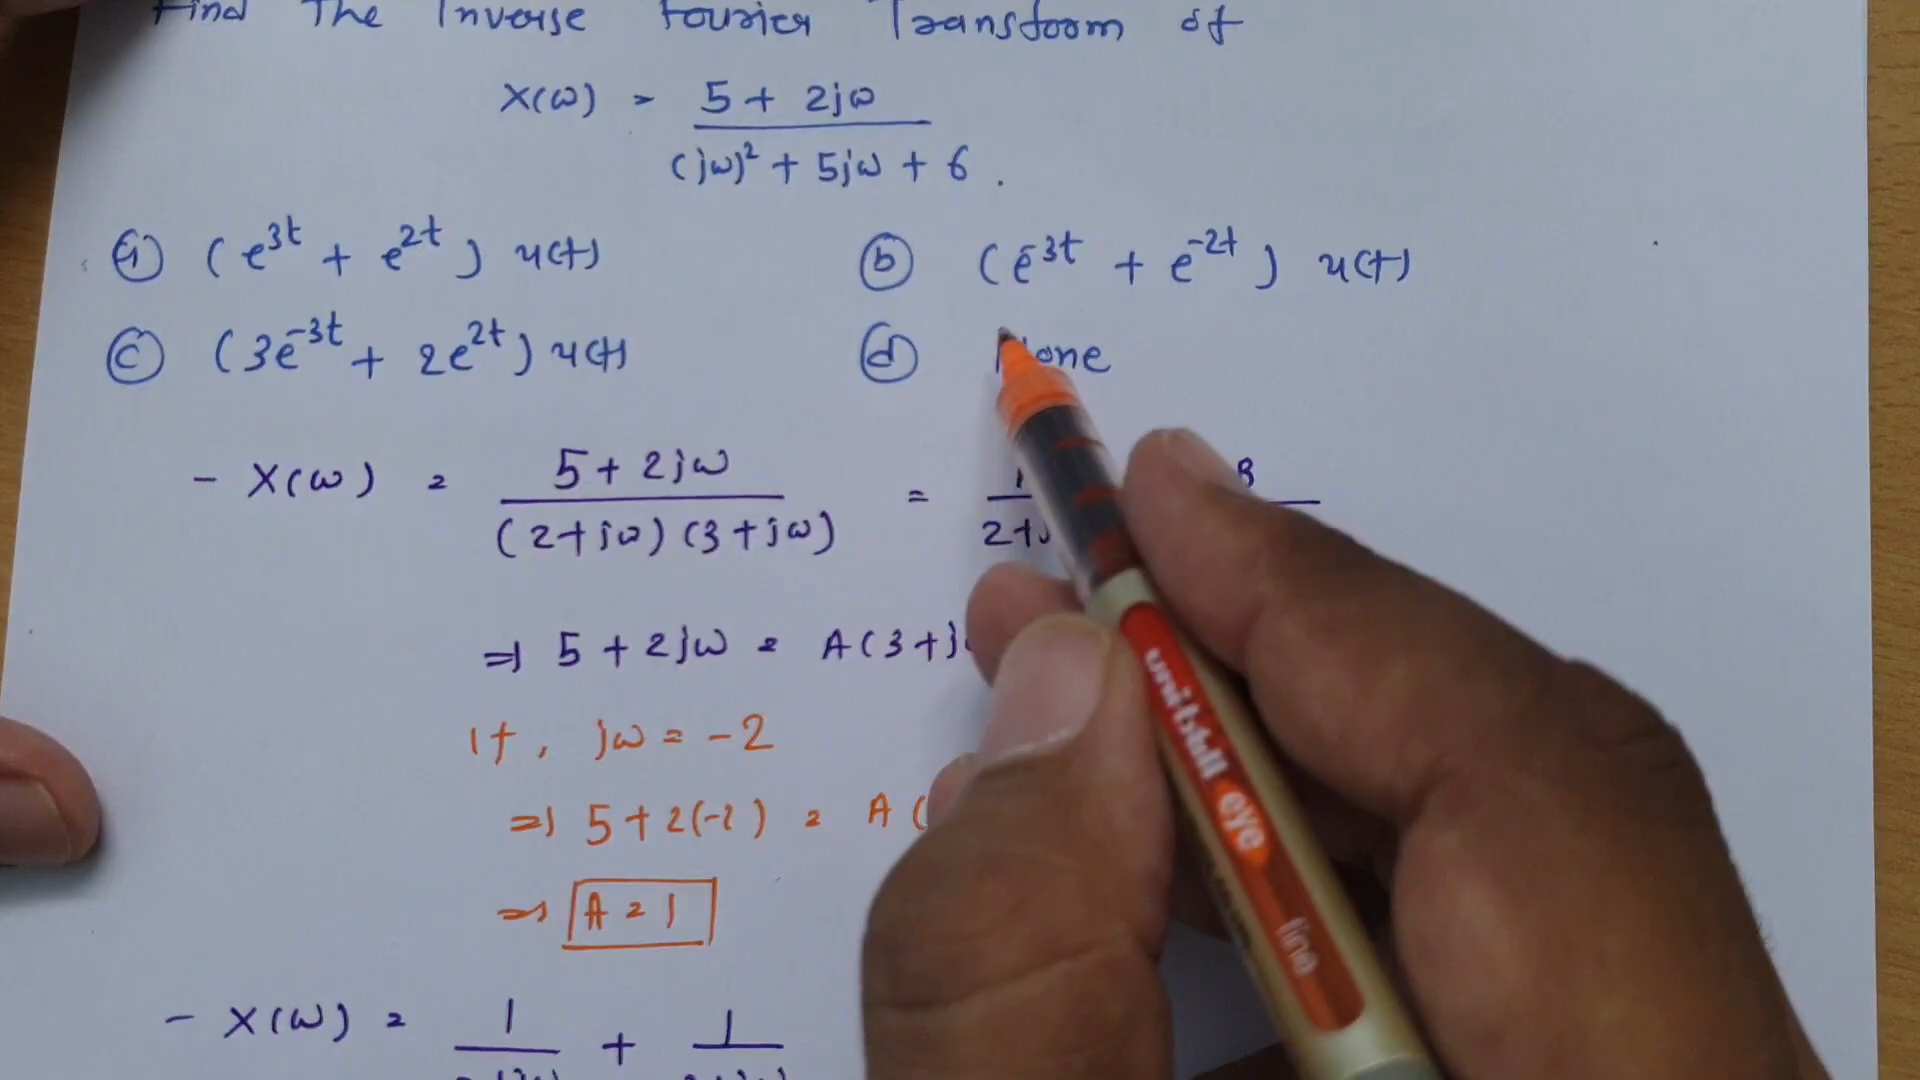 Find The Inverse Fourier Transform of
X(ω) = 5 + 2jω / (jω)² + 5jω + 6 .
ⓐ (e^3t + e^2t) u(t)
ⓑ (e^-3t + e^-2t) u(t)
ⓒ (3e^-3t + 2e^2t) u(t)
ⓓ None
- X(ω) = 5 + 2jω / (2+jω)(3+jω) =
⇒ 5 + 2jω = A(3+j
If, jω = -2
⇒ 5+2(-2) = A(
⇒ A = 1
- X(ω) = 1 + 1
uni-ball eye
fine